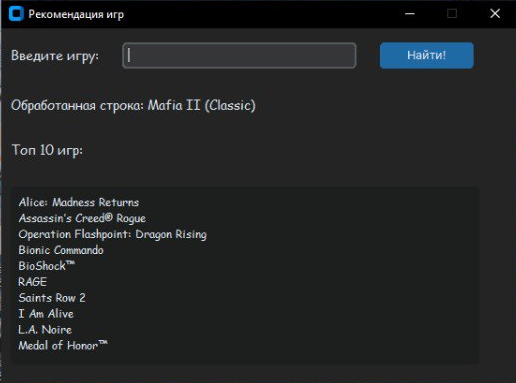 Рекомендация игр
Введите игру:
Найти!
Обработанная строка: Mafia II (Classic)
Топ 10 игр:
Alice: Madness Returns
Assassin's Creed® Rogue
Operation Flashpoint: Dragon Rising
Bionic Commando
BioShock™
RAGE
Saints Row 2
I Am Alive
L.A. Noire
Medal of Honor™